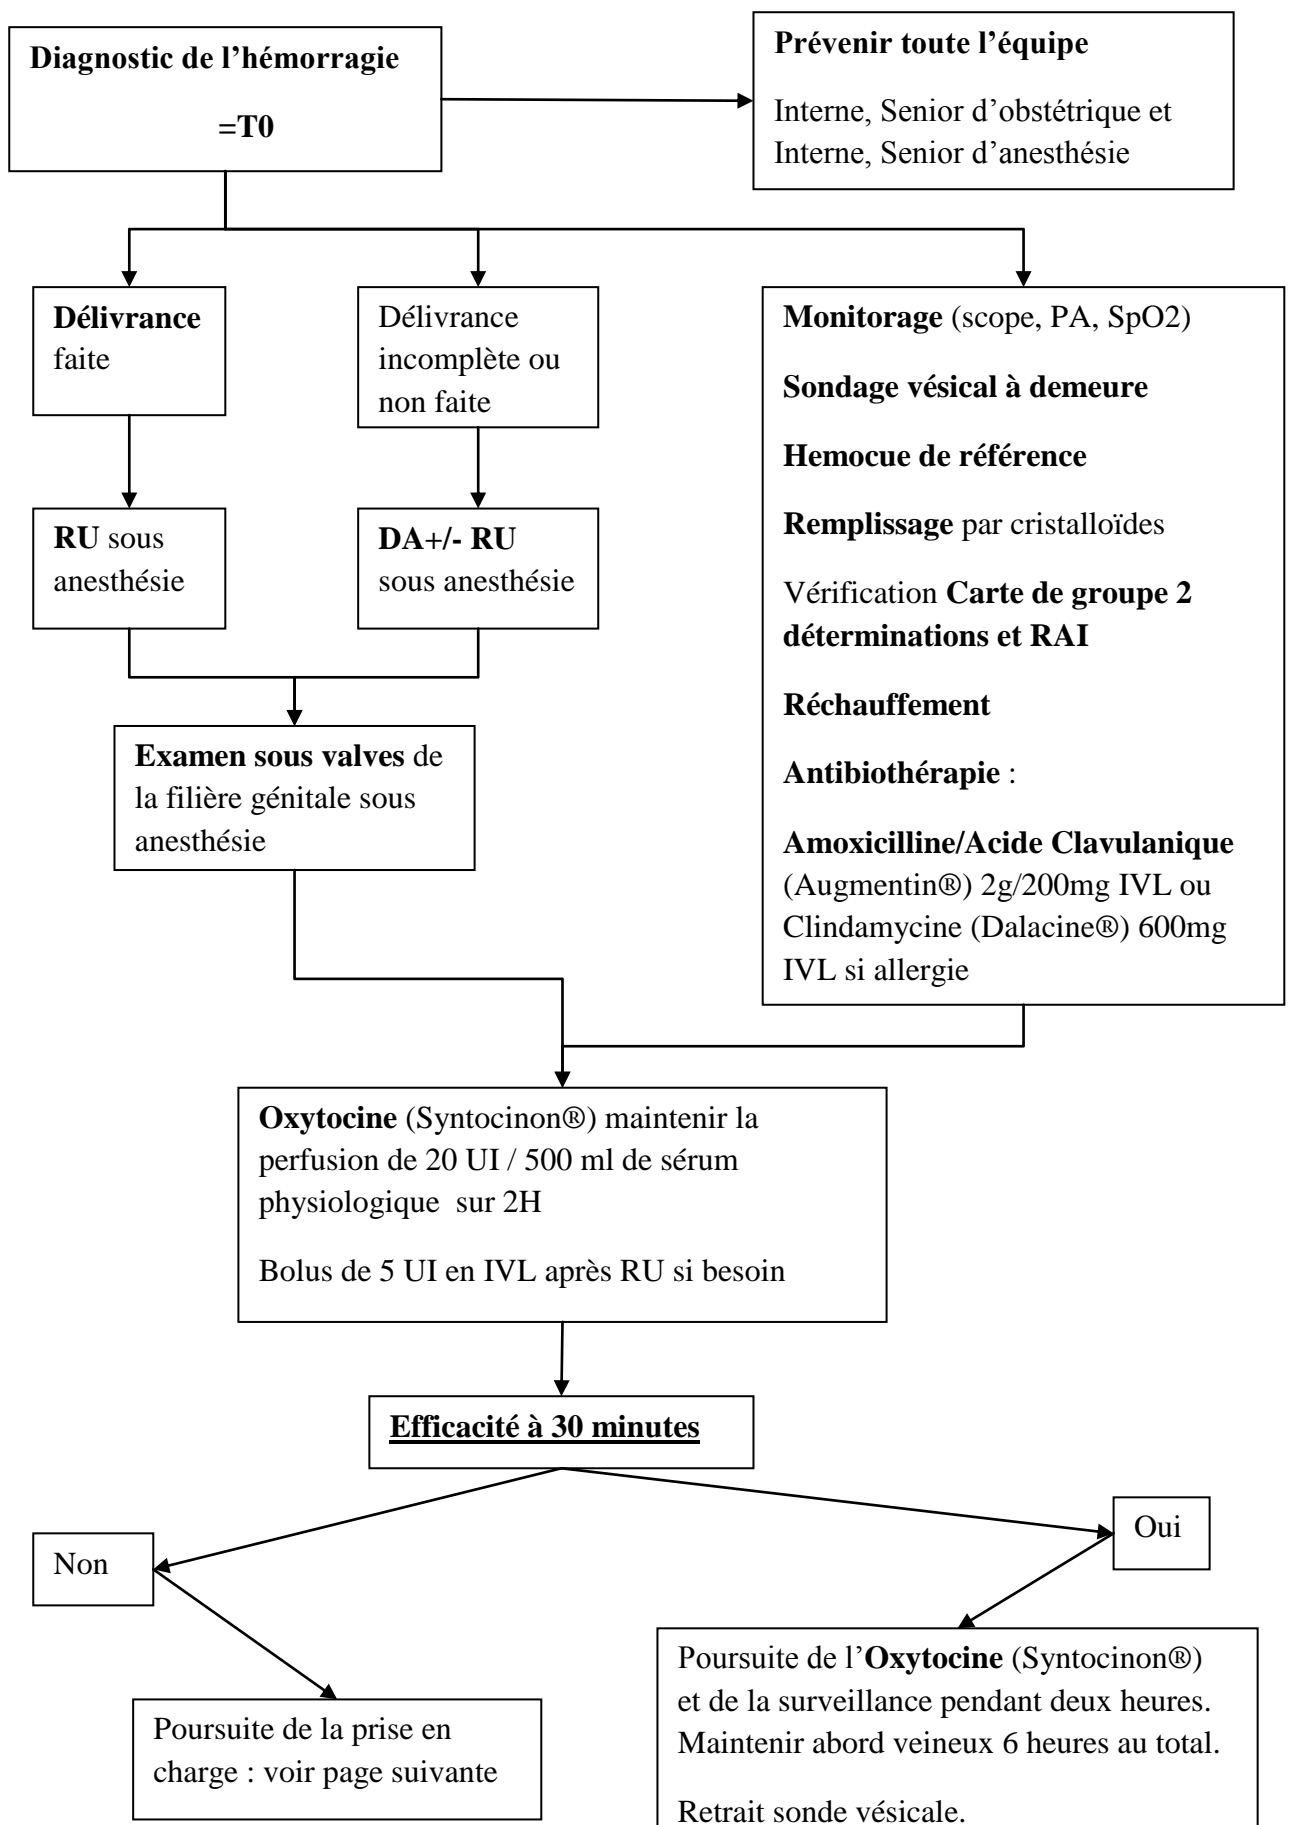 Diagnostic de l’hémorragie
=T0
Prévenir toute l’équipe
Interne, Senior d’obstétrique et
Interne, Senior d’anesthésie
Délivrance
faite
Délivrance
incomplète ou
non faite
RU sous
anesthésie
DA+/- RU
sous anesthésie
Examen sous valves de
la filière génitale sous
anesthésie
Monitorage (scope, PA, SpO2)
Sondage vésical à demeure
Hemocue de référence
Remplissage par cristalloïdes
Vérification Carte de groupe 2
déterminations et RAI
Réchauffement
Antibiothérapie :
Amoxicilline/Acide Clavulanique
(Augmentin®) 2g/200mg IVL ou
Clindamycine (Dalacine®) 600mg
IVL si allergie
Oxytocine (Syntocinon®) maintenir la
perfusion de 20 UI / 500 ml de sérum
physiologique  sur 2H
Bolus de 5 UI en IVL après RU si besoin
Efficacité à 30 minutes
Non
Oui
Poursuite de la prise en
charge : voir page suivante
Poursuite de l’Oxytocine (Syntocinon®)
et de la surveillance pendant deux heures.
Maintenir abord veineux 6 heures au total.
Retrait sonde vésicale.